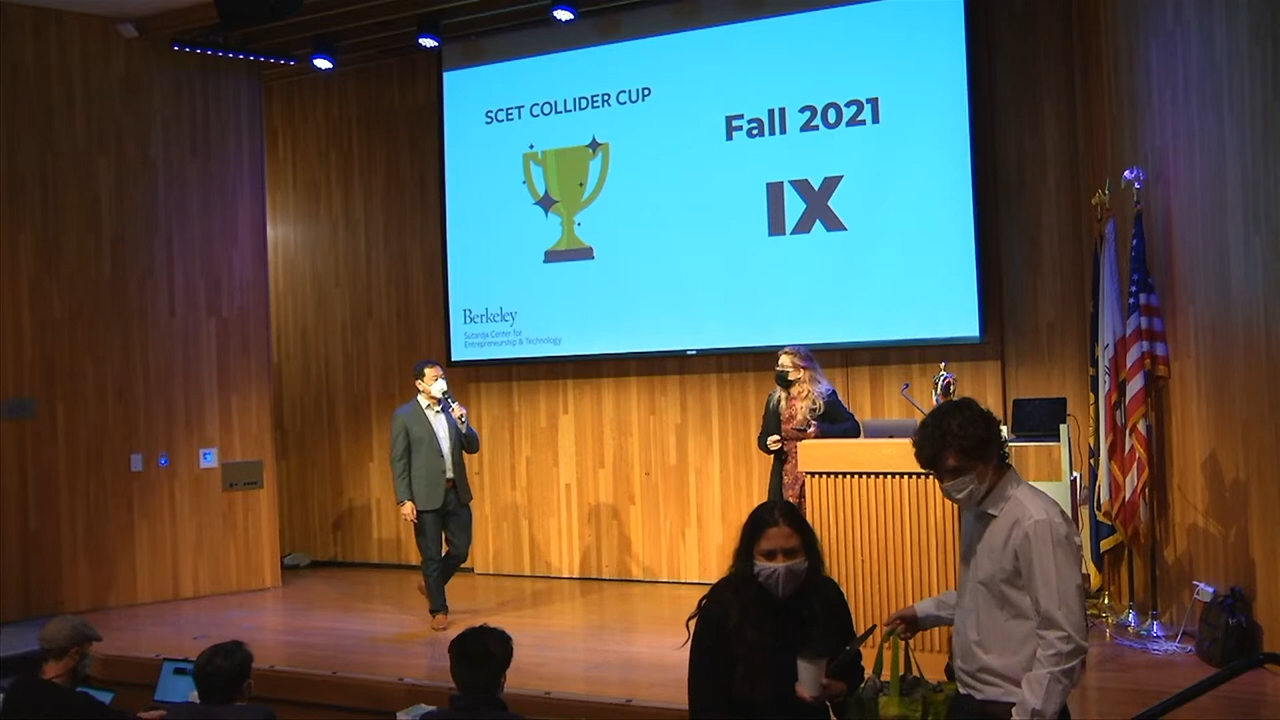 SCET COLLIDER CUP
Fall 2021
IX
Berkeley
Sutardja Center for
Entrepreneurship & Technology